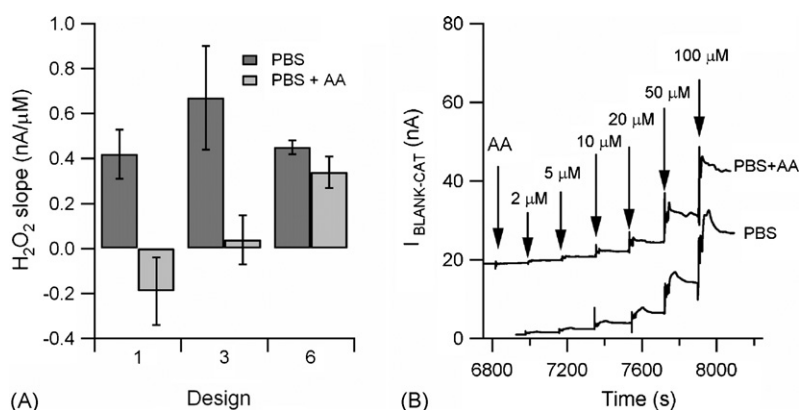 1.0
0.8
0.6
0.4
0.2
0.0
-0.2
-0.4
H₂O₂ slope (nA/μM)
PBS
PBS + AA
1 3 6
Design
(A)
80
60
40
20
0
I BLANK-CAT (nA)
AA
2 μM
5 μM
10 μM
20 μM
50 μM
100 μM
PBS+AA
PBS
6800 7200 7600 8000
Time (s)
(B)